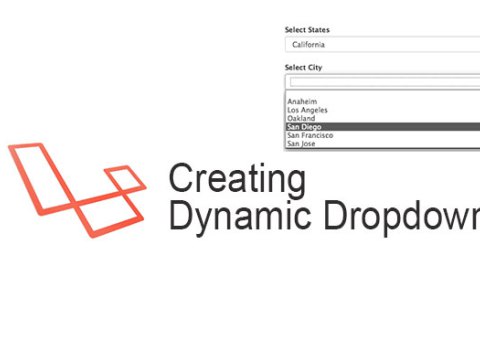 Select States
California
Select City
Anaheim
Los Angeles
Oakland
San Diego
San Francisco
San Jose
Creating
Dynamic Dropdown